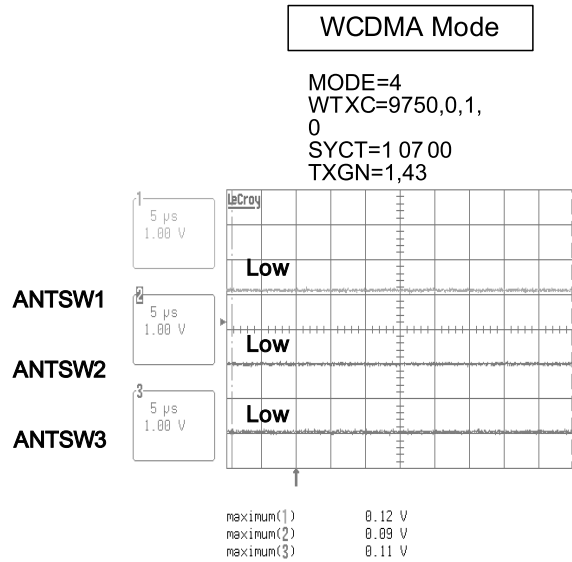 WCDMA Mode
MODE=4
WTXC=9750,0,1,
0
SYCT=1 07 00
TXGN=1,43
LeCroy
1
5 µs
1.00 V
Low
ANTSW1
2
5 µs
1.00 V
Low
ANTSW2
3
5 µs
1.00 V
Low
ANTSW3
maximum(1) 0.12 V
maximum(2) 0.09 V
maximum(3) 0.11 V